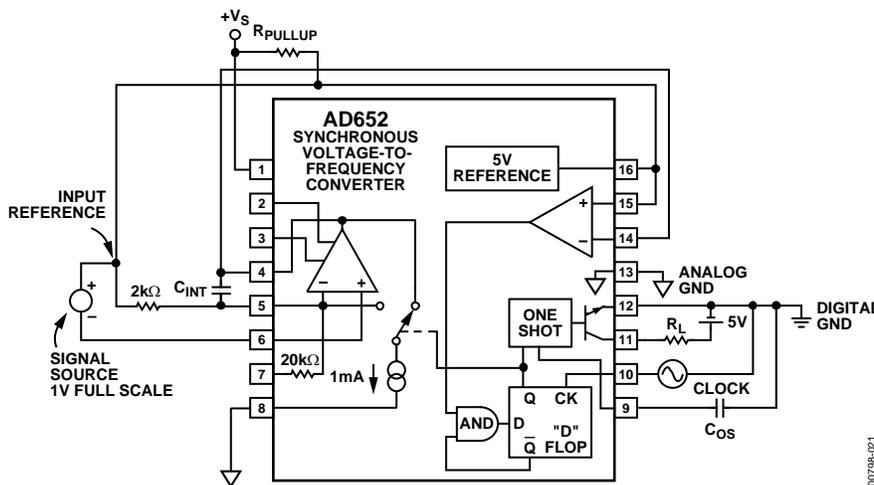 +VS
RPULLUP
AD652
SYNCHRONOUS
VOLTAGE-TO-
FREQUENCY
CONVERTER
5V
REFERENCE
1
2
3
4
5
6
7
8
16
15
14
13
12
11
10
9
INPUT
REFERENCE
2kΩ
CINT
+
–
SIGNAL
SOURCE
1V FULL SCALE
–
+
20kΩ
1mA
+
–
ONE
SHOT
AND
Q
CK
D
"D"
FLOP
Q
ANALOG
GND
DIGITAL
GND
RL
5V
CLOCK
COS
00798-021